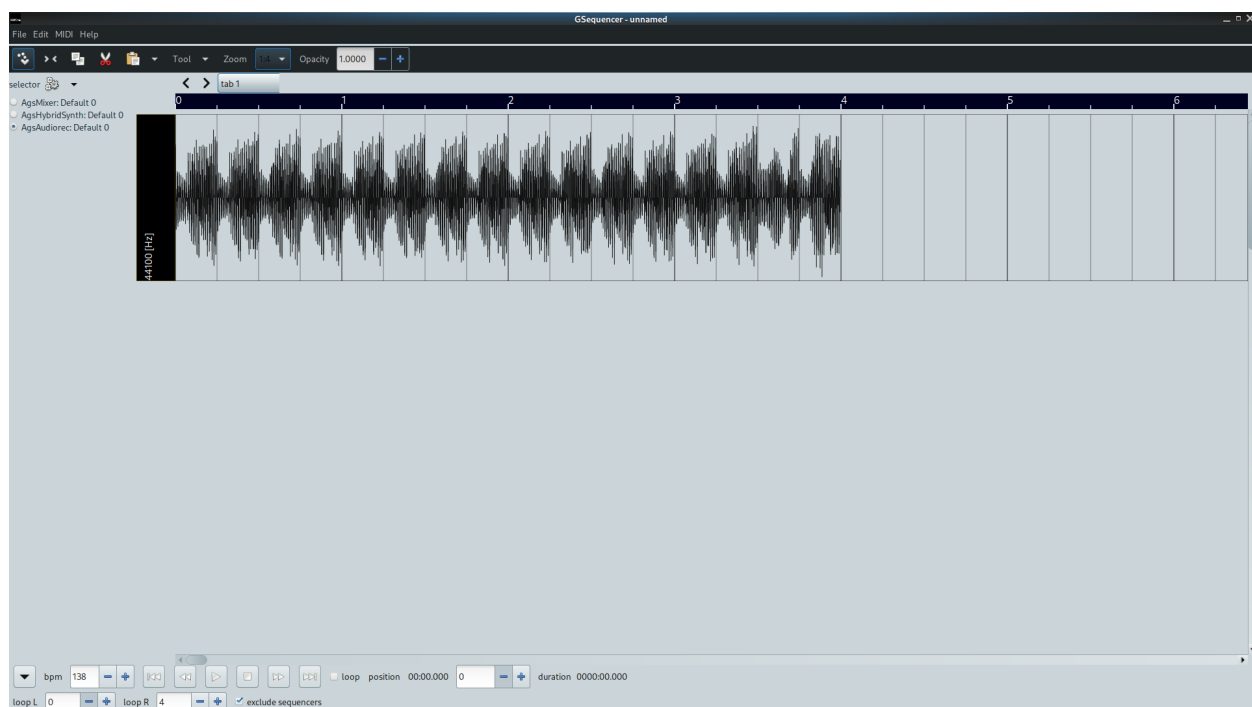 GSequencer - unnamed
File Edit MIDI Help
Tool Zoom 1:4 Opacity 1.0000
selector tab 1
0 1 2 3 4 5 6
AgsMixer: Default 0
AgsHybridSynth: Default 0
AgsAudiorec: Default 0
44100 [Hz]
bpm 138 loop position 00:00.000 0 duration 0000:00.000
loop L 0 loop R 4 exclude sequencers